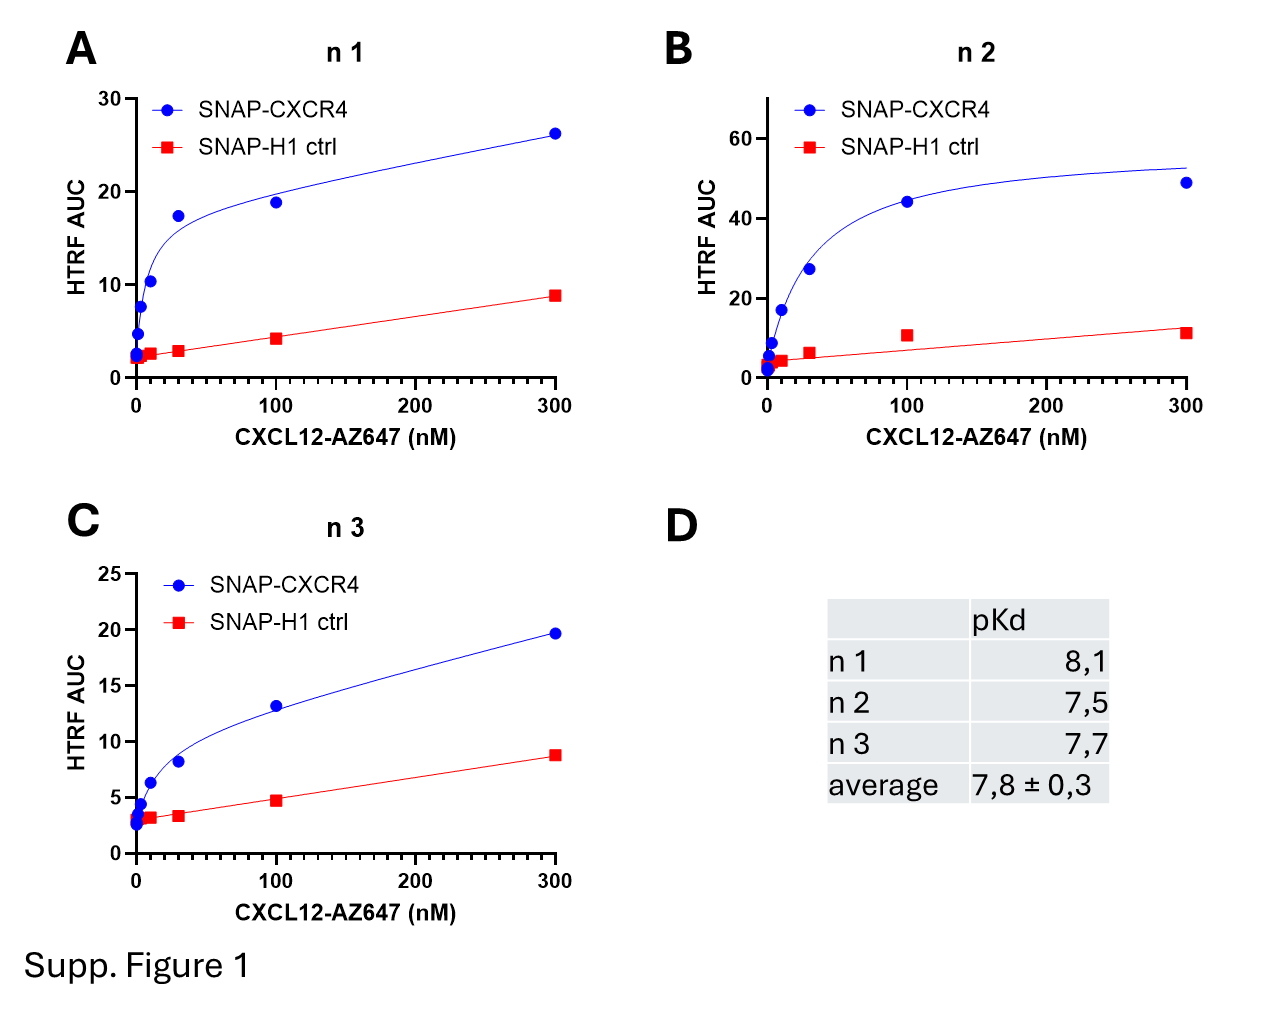 A
n 1
30
20
10
0
HTRF AUC
SNAP-CXCR4
SNAP-H1 ctrl
0 100 200 300
CXCL12-AZ647 (nM)
B
n 2
60
40
20
0
HTRF AUC
SNAP-CXCR4
SNAP-H1 ctrl
0 100 200 300
CXCL12-AZ647 (nM)
C
n 3
25
20
15
10
5
0
HTRF AUC
SNAP-CXCR4
SNAP-H1 ctrl
0 100 200 300
CXCL12-AZ647 (nM)
D
pKd
n 1 8,1
n 2 7,5
n 3 7,7
average 7,8 ± 0,3
Supp. Figure 1